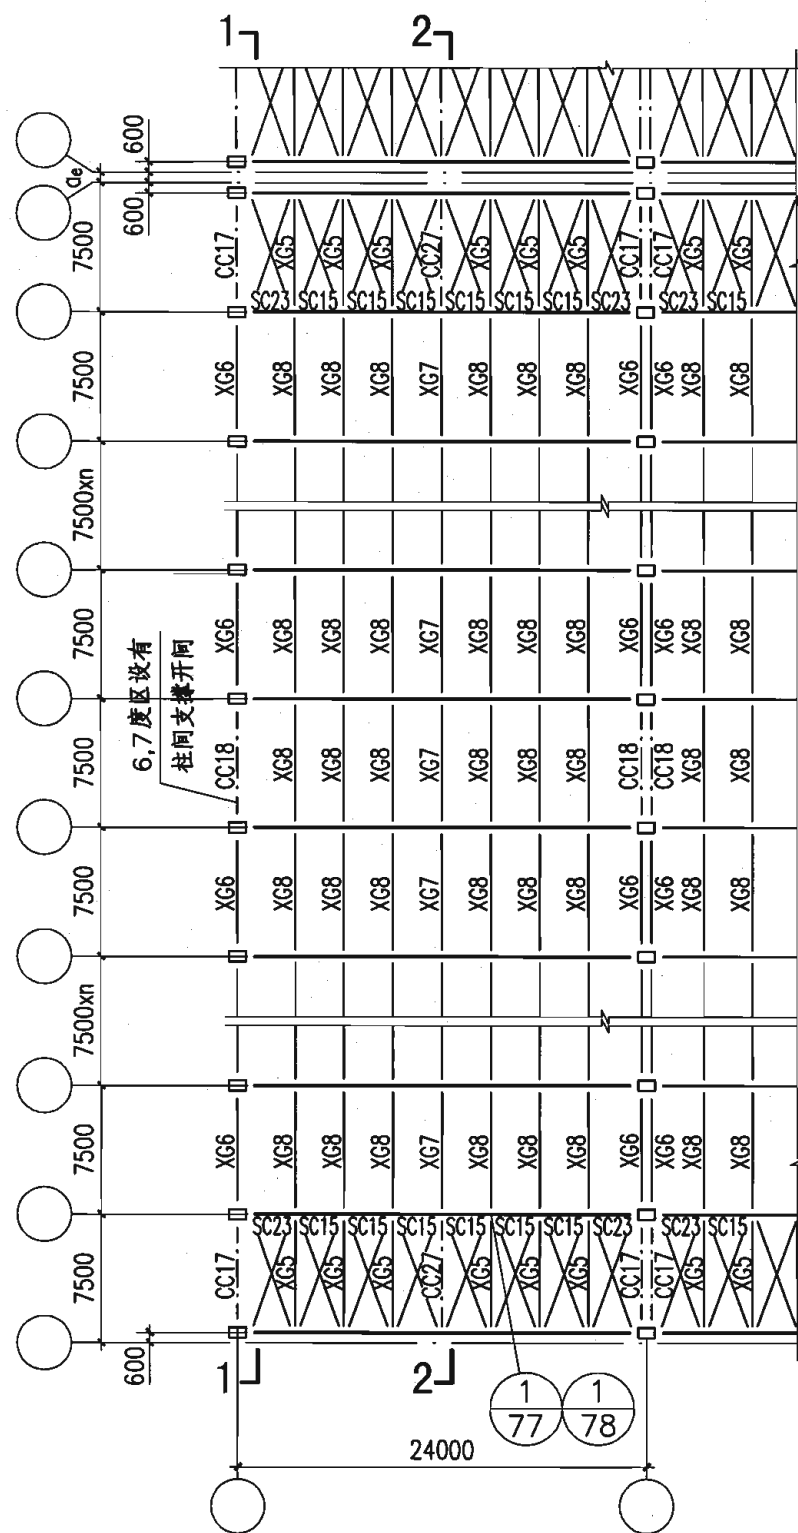 1 2
600
ae
600
7500 CC17 XG5 XG5 XG5 CC27 XG5 XG5 XG5 CC17 CC17 XG5 XG5
SC23 SC15 SC15 SC15 SC15 SC15 SC15 SC23 SC23 SC15
7500 XG6 XG8 XG8 XG8 XG7 XG8 XG8 XG8 XG6 XG6 XG8 XG8
7500xn
7500 XG6 XG8 XG8 XG8 XG7 XG8 XG8 XG8 XG6 XG6 XG8 XG8
6,7度区设有
柱间支撑开间
7500 CC18 XG8 XG8 XG8 XG7 XG8 XG8 XG8 CC18 CC18 XG8 XG8
7500 XG6 XG8 XG8 XG8 XG7 XG8 XG8 XG8 XG6 XG6 XG8 XG8
7500xn
7500 XG6 XG8 XG8 XG8 XG7 XG8 XG8 XG8 XG6 XG6 XG8 XG8
SC23 SC15 SC15 SC15 SC15 SC15 SC15 SC23 SC23 SC15
7500 CC17 XG5 XG5 XG5 CC27 XG5 XG5 XG5 CC17 CC17 XG5 XG5
600
1 2
1 1
77 78
24000